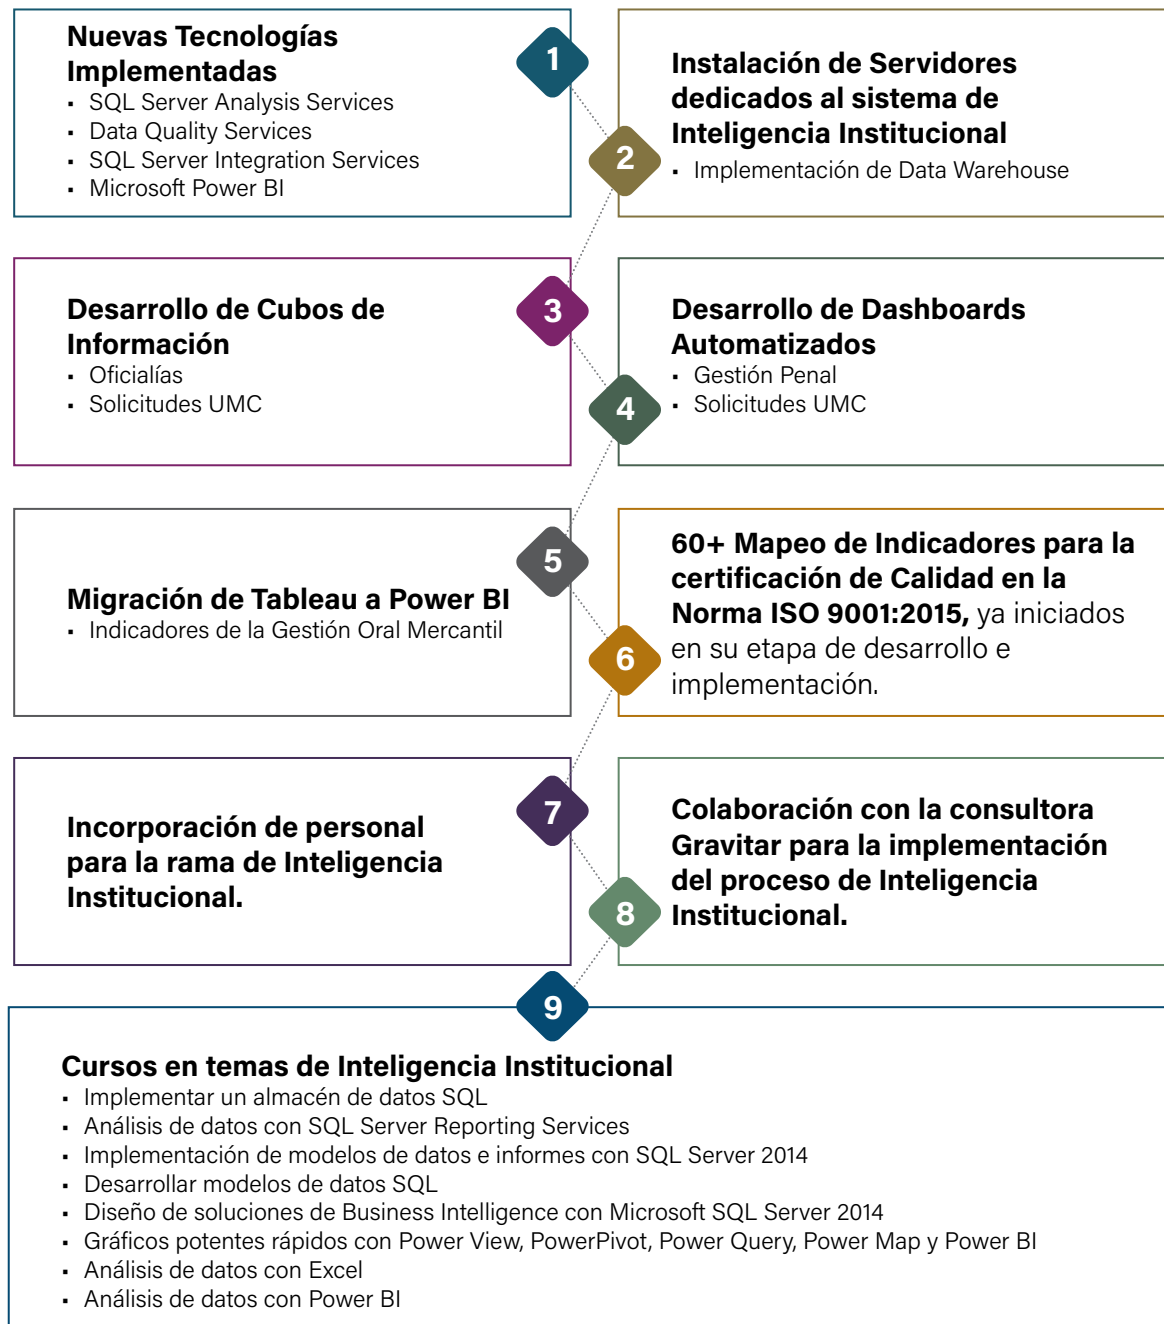 1
Nuevas Tecnologías
Implementadas
▪ SQL Server Analysis Services
▪ Data Quality Services
▪ SQL Server Integration Services
▪ Microsoft Power BI
2
Instalación de Servidores
dedicados al sistema de
Inteligencia Institucional
▪ Implementación de Data Warehouse
3
Desarrollo de Cubos de
Información
▪ Oficialías
▪ Solicitudes UMC
4
Desarrollo de Dashboards
Automatizados
▪ Gestión Penal
▪ Solicitudes UMC
5
Migración de Tableau a Power BI
▪ Indicadores de la Gestión Oral Mercantil
6
60+ Mapeo de Indicadores para la
certificación de Calidad en la
Norma ISO 9001:2015, ya iniciados
en su etapa de desarrollo e
implementación.
7
Incorporación de personal
para la rama de Inteligencia
Institucional.
8
Colaboración con la consultora
Gravitar para la implementación
del proceso de Inteligencia
Institucional.
9
Cursos en temas de Inteligencia Institucional
▪ Implementar un almacén de datos SQL
▪ Análisis de datos con SQL Server Reporting Services
▪ Implementación de modelos de datos e informes con SQL Server 2014
▪ Desarrollar modelos de datos SQL
▪ Diseño de soluciones de Business Intelligence con Microsoft SQL Server 2014
▪ Gráficos potentes rápidos con Power View, PowerPivot, Power Query, Power Map y Power BI
▪ Análisis de datos con Excel
▪ Análisis de datos con Power BI